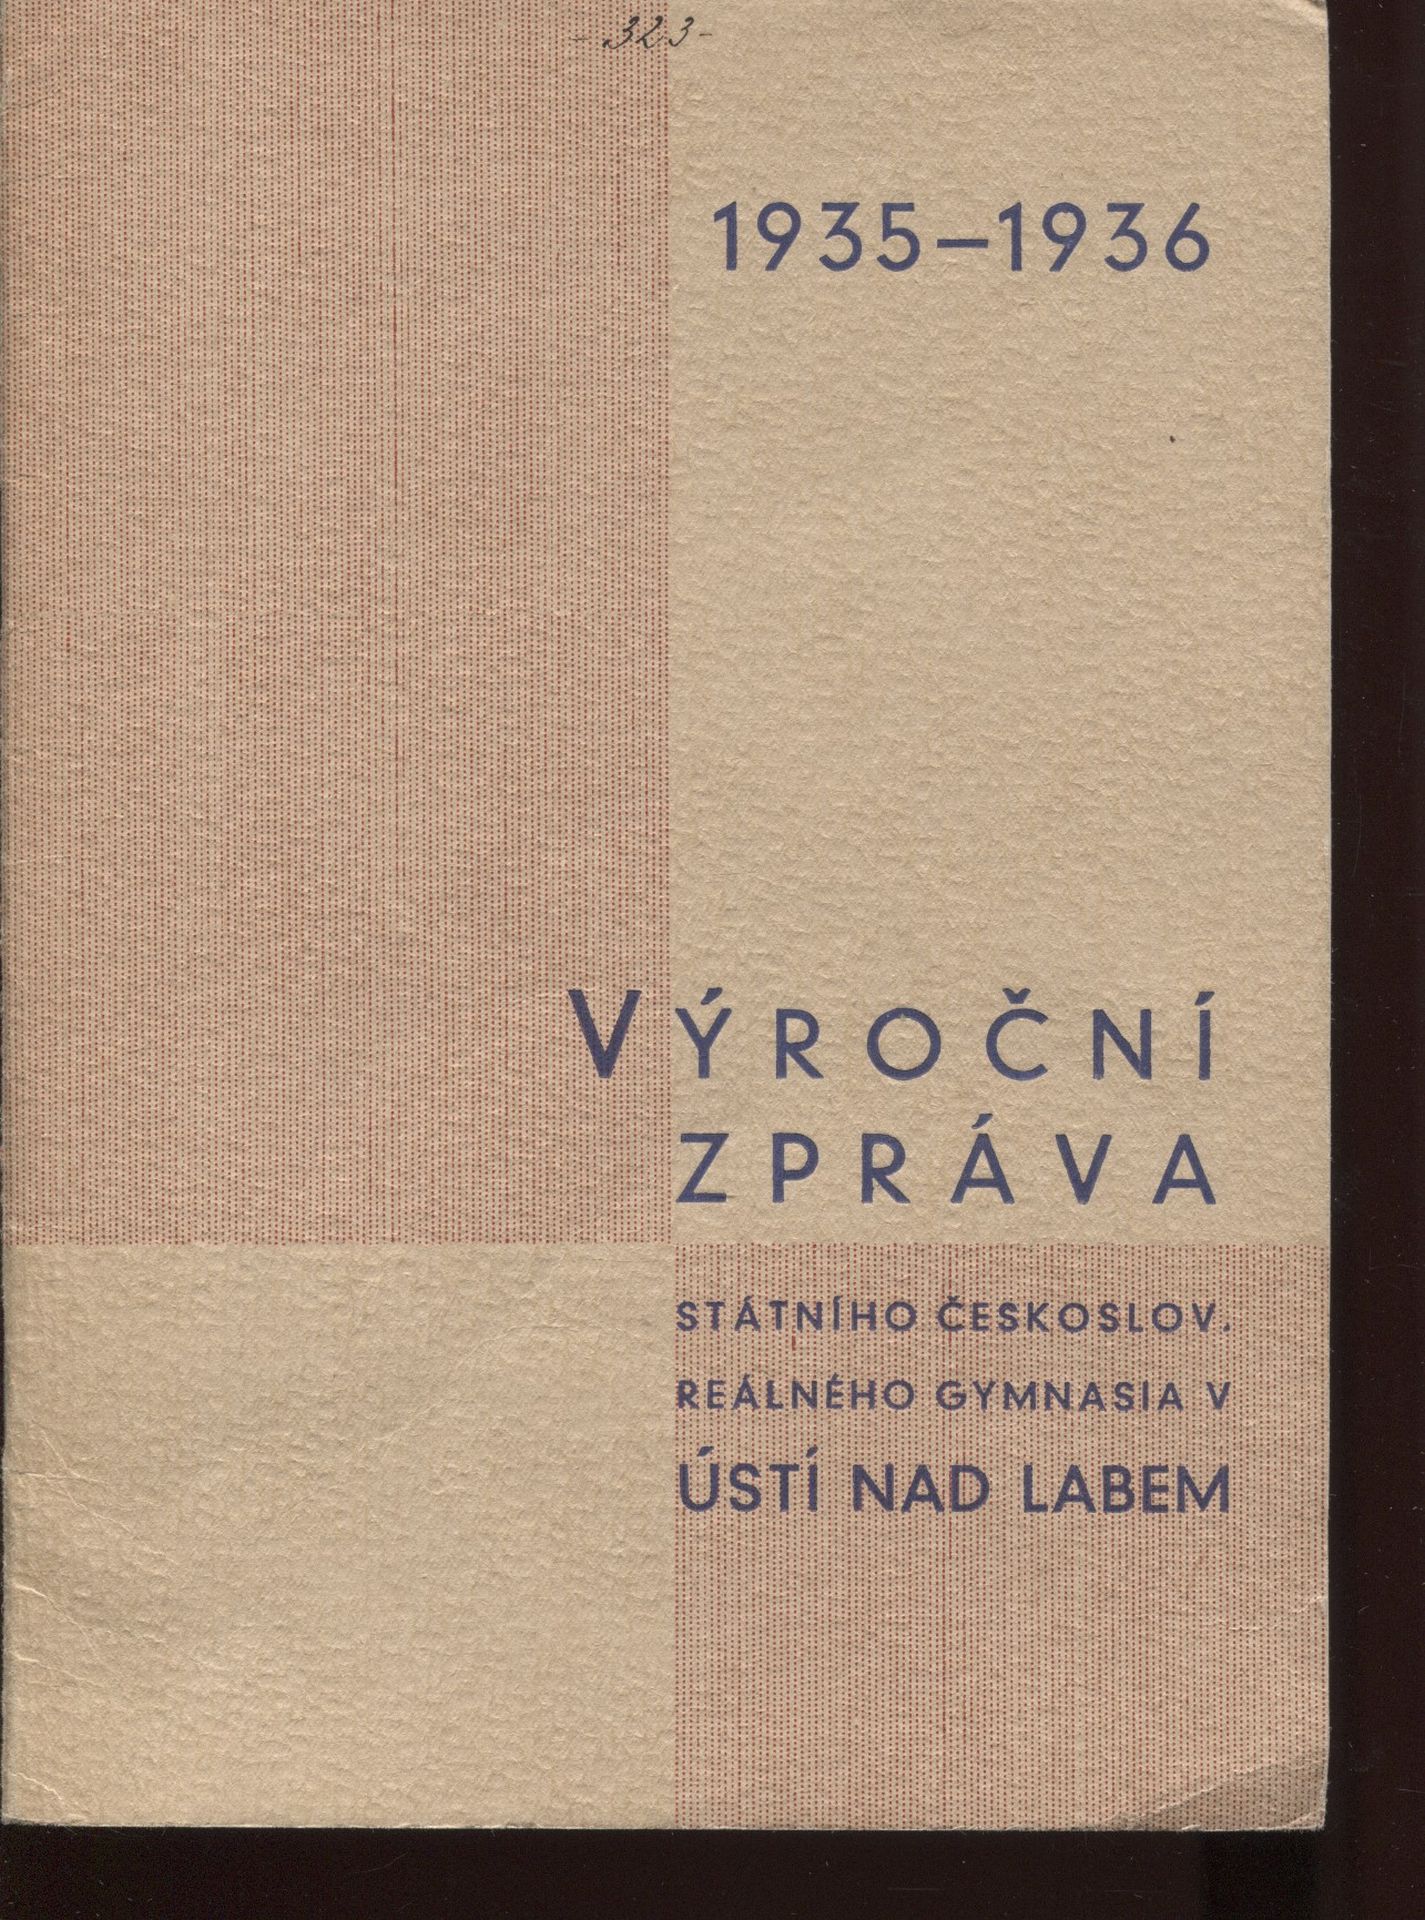 - 323 -
1935–1936
VÝROČNÍ
ZPRÁVA
STÁTNÍHO ČESKOSLOV.
REÁLNÉHO GYMNASIA V
ÚSTÍ NAD LABEM